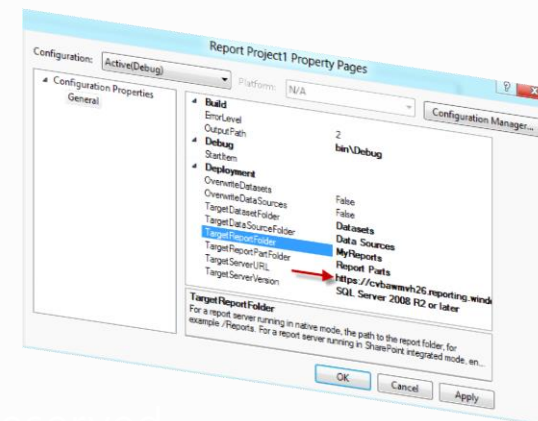 Report Project1 Property Pages
Configuration: Active(Debug) Platform: N/A Configuration Manager...
Configuration Properties
General
Build
ErrorLevel 2
OutputPath bin\Debug
Debug
StartItem
Deployment
OverwriteDatasets False
OverwriteDataSources False
TargetDatasetFolder Datasets
TargetDataSourceFolder Data Sources
TargetReportFolder MyReports
TargetReportPartFolder Report Parts
TargetServerURL https://cvbawmvh26.reporting.wind
TargetServerVersion SQL Server 2008 R2 or later
TargetReportFolder
For a report server running in native mode, the path to the report folder, for
example /Reports. For a report server running in SharePoint integrated mode, en...
OK Cancel Apply